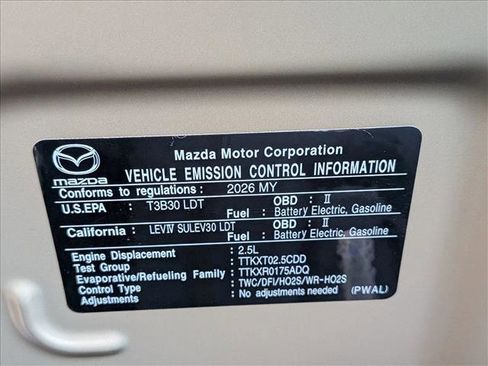 Mazda Motor Corporation
mazda
VEHICLE EMISSION CONTROL INFORMATION
Conforms to regulations : 2026 MY
U.S.EPA : T3B30 LDT OBD : II
Fuel : Battery Electric, Gasoline
California : LEVIV SULEV30 LDT OBD : II
Fuel : Battery Electric, Gasoline
Engine Displacement : 2.5L
Test Group : TTKXT02.5CDD
Evaporative/Refueling Family : TTKXR0175ADQ
Control Type : TWC/DFI/HO2S/WR-HO2S
Adjustments : No adjustments needed (PWAL)